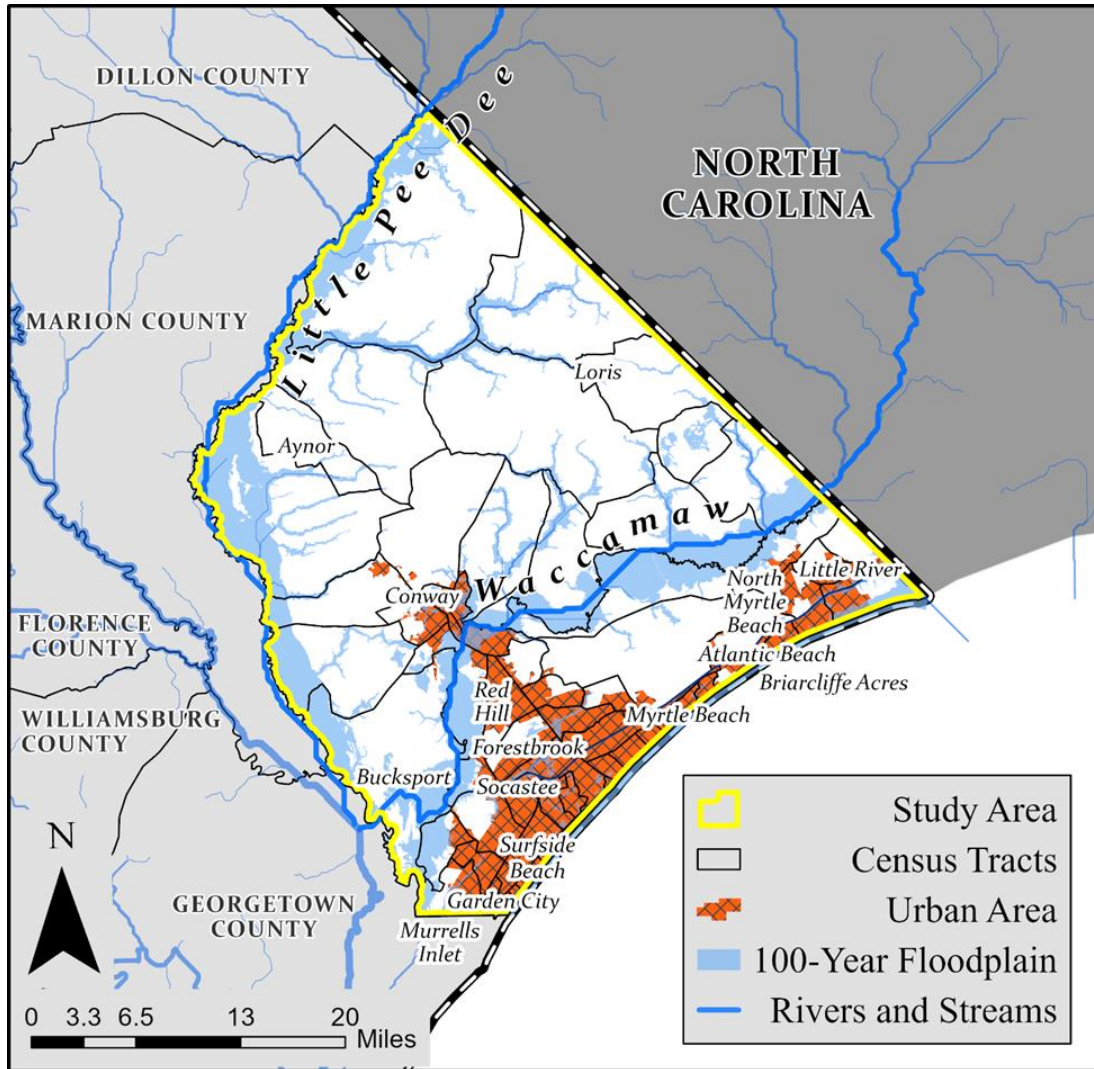 DILLON COUNTY
Little Pee Dee
NORTH
CAROLINA
MARION COUNTY
Loris
Aynor
Waccamaw
Conway
North
Myrtle
Beach
Little River
FLORENCE
COUNTY
Atlantic Beach
Briarcliffe Acres
Red
Hill
Myrtle Beach
WILLIAMSBURG
COUNTY
Forestbrook
Bucksport
Socastee
Surfside
Beach
GEORGETOWN
COUNTY
Garden City
Murrells
Inlet
N
0 3.3 6.5 13 20
Miles
Study Area
Census Tracts
Urban Area
100-Year Floodplain
Rivers and Streams